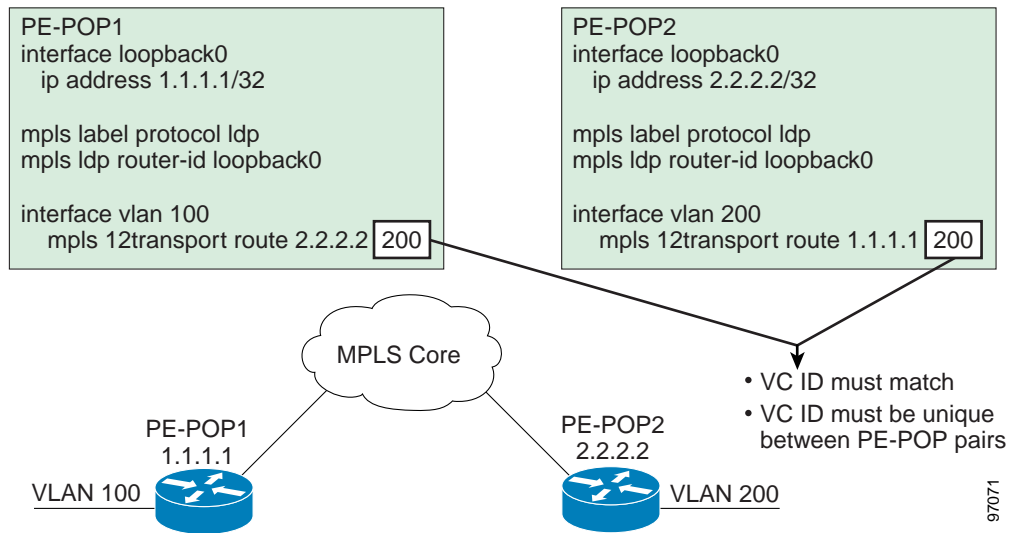 PE-POP1
interface loopback0
ip address 1.1.1.1/32
mpls label protocol ldp
mpls ldp router-id loopback0
interface vlan 100
mpls 12transport route 2.2.2.2 200
PE-POP2
interface loopback0
ip address 2.2.2.2/32
mpls label protocol ldp
mpls ldp router-id loopback0
interface vlan 200
mpls 12transport route 1.1.1.1 200
MPLS Core
• VC ID must match
• VC ID must be unique
between PE-POP pairs
PE-POP1
1.1.1.1
PE-POP2
2.2.2.2
VLAN 100
VLAN 200
97071